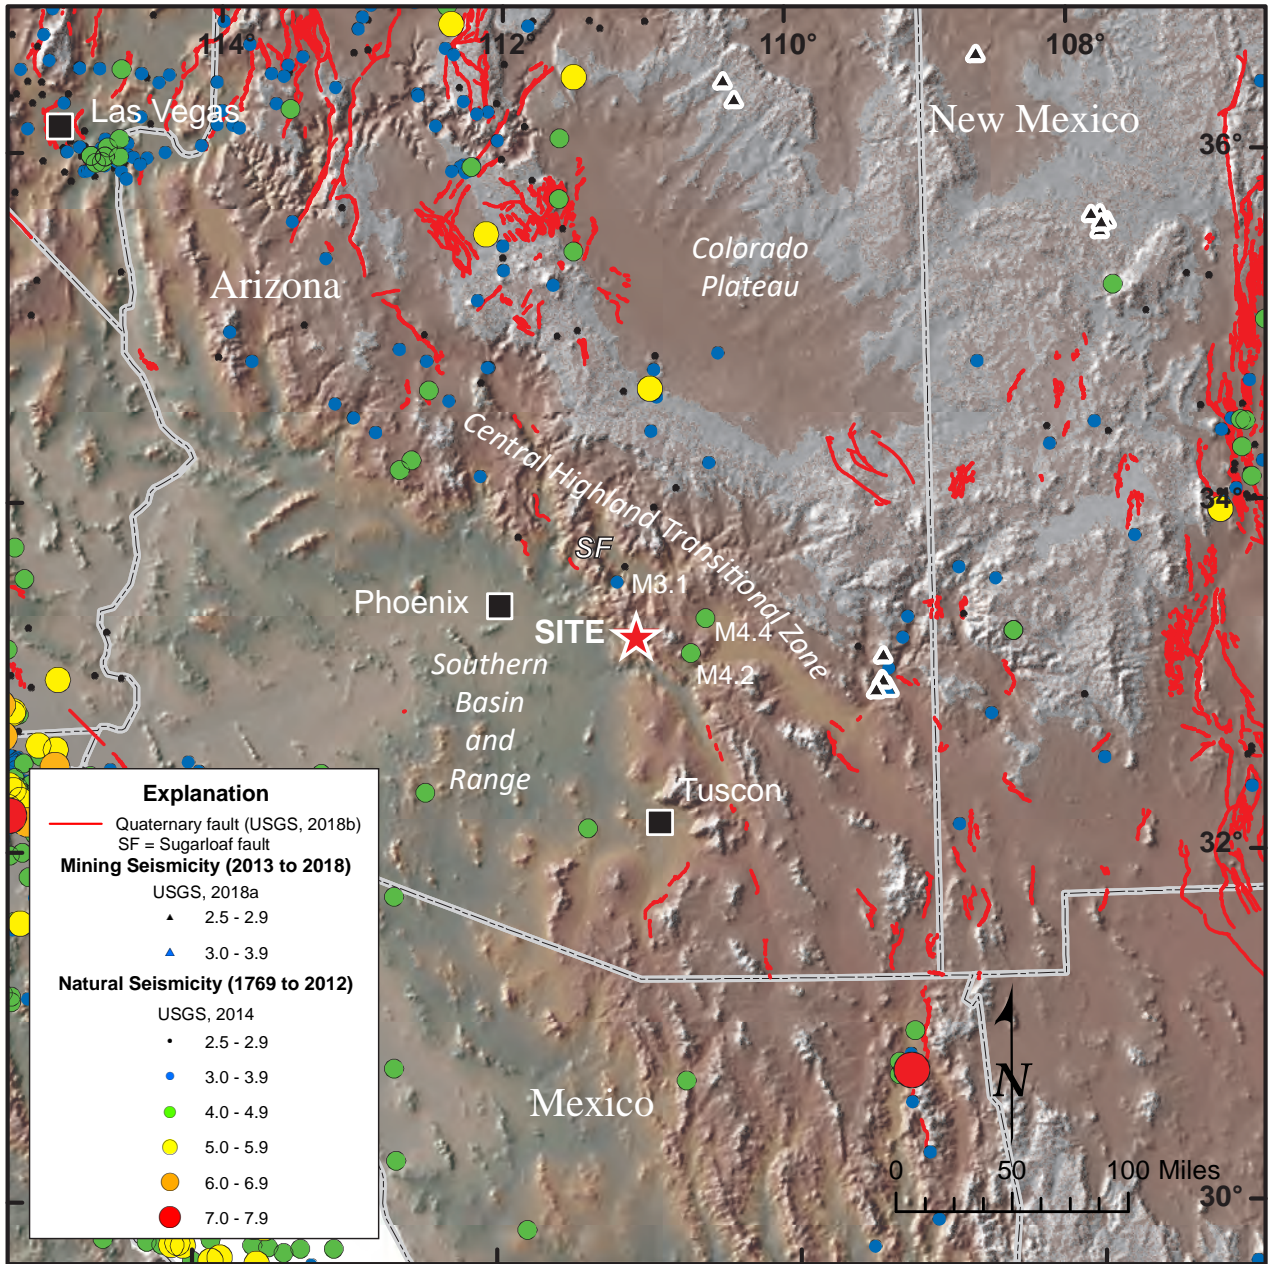 114°
112°
110°
108°
Las Vegas
New Mexico
36°
Colorado
Plateau
Arizona
Central Highland Transitional Zone
34°
SF
M3.1
Phoenix
SITE
M4.4
M4.2
Southern
Basin
and
Range
Tuscon
32°
Explanation
Quaternary fault (USGS, 2018b)
SF = Sugarloaf fault
Mining Seismicity (2013 to 2018)
USGS, 2018a
2.5 - 2.9
3.0 - 3.9
Natural Seismicity (1769 to 2012)
USGS, 2014
2.5 - 2.9
3.0 - 3.9
4.0 - 4.9
5.0 - 5.9
6.0 - 6.9
7.0 - 7.9
Mexico
N
0 50 100 Miles
30°